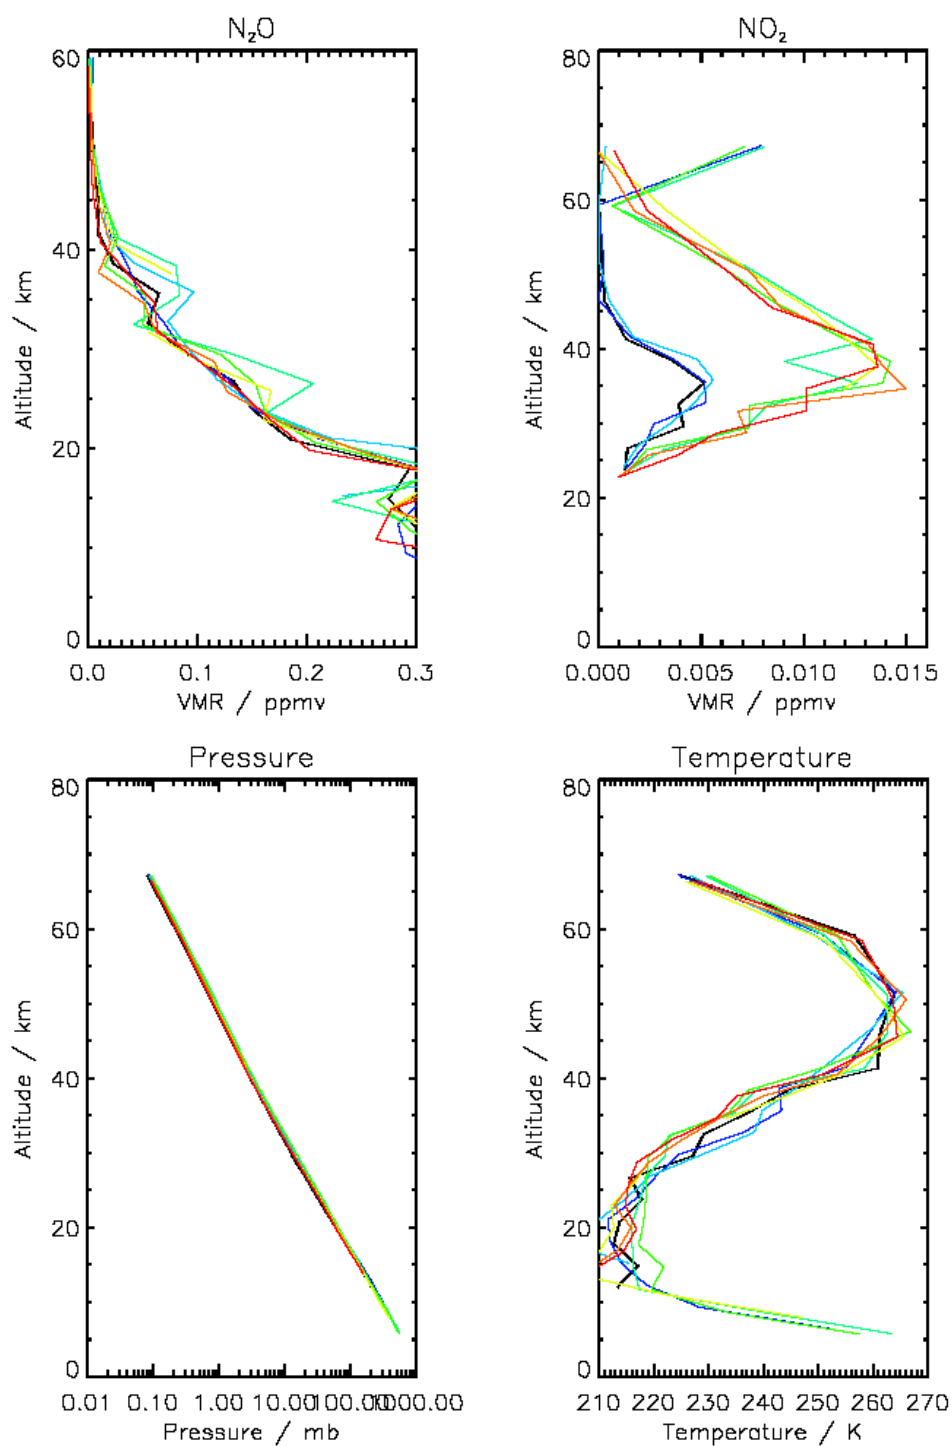 N₂O
60
40
20
0
Altitude / km
0.0 0.1 0.2 0.3
VMR / ppmv
NO₂
80
60
40
20
0
Altitude / km
0.000 0.005 0.010 0.015
VMR / ppmv
Pressure
80
60
40
20
0
Altitude / km
0.01 0.10 1.00 10.00 100.00 1000.00
Pressure / mb
Temperature
80
60
40
20
0
Altitude / km
210 220 230 240 250 260 270
Temperature / K